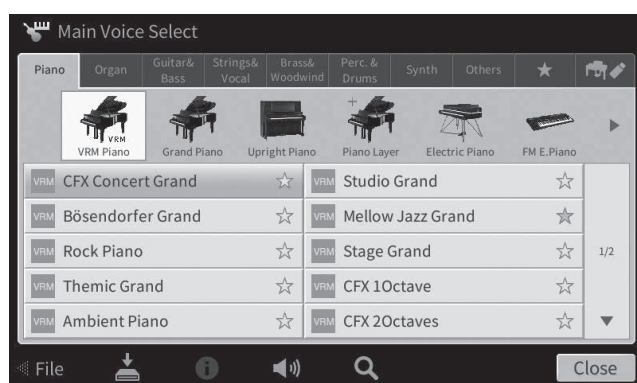 Main Voice Select
Piano
Organ
Guitar&
Bass
Strings&
Vocal
Brass&
Woodwind
Perc. &
Drums
Synth
Others
VRM
VRM Piano
Grand Piano
Upright Piano
+
Piano Layer
Electric Piano
FM E.Piano
VRM CFX Concert Grand
VRM Studio Grand
VRM Bösendorfer Grand
VRM Mellow Jazz Grand
VRM Rock Piano
VRM Stage Grand
1/2
VRM Themic Grand
VRM CFX 1Octave
VRM Ambient Piano
VRM CFX 2Octaves
File
Close